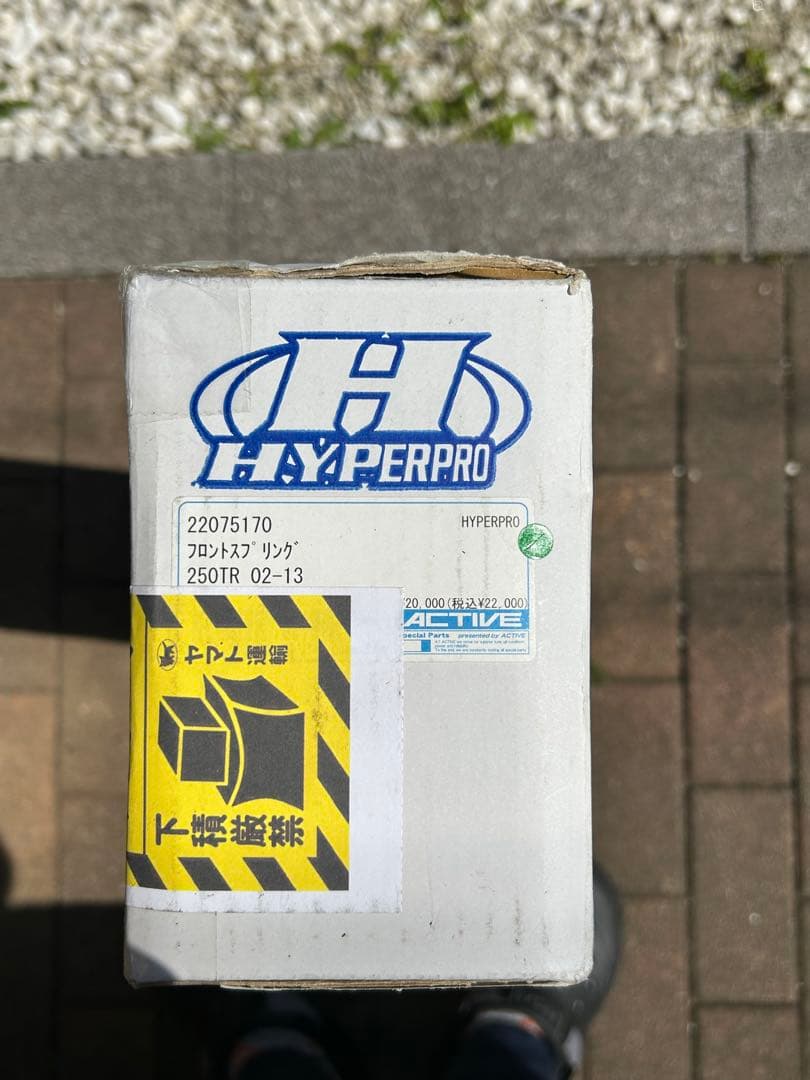 H
HYPERPRO
22075170
HYPERPRO
フロントスプリング
250TR 02-13
¥20,000(税込¥22,000)
ACTIVE
pecial Parts presented by ACTIVE
ヤマト運輸
下積厳禁